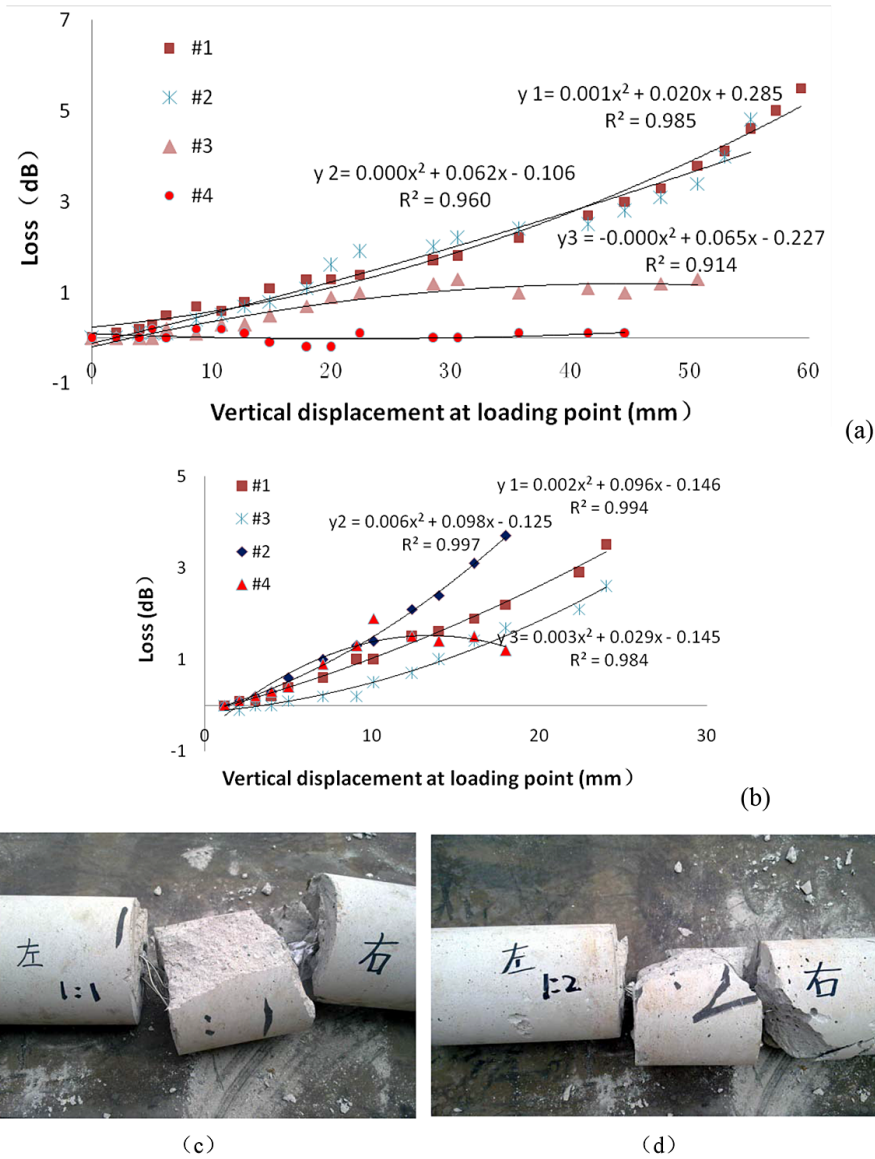 7
5
3
1
-1
Loss（dB）
#1
#2
#3
#4
y 1= 0.001x² + 0.020x + 0.285
R² = 0.985
y 2= 0.000x² + 0.062x - 0.106
R² = 0.960
y3= -0.000x² + 0.065x - 0.227
R² = 0.914
0 10 20 30 40 50 60
Vertical displacement at loading point (mm）
(a)
5
3
1
-1
Loss (dB）
#1
#3
#2
#4
y 1= 0.002x² + 0.096x - 0.146
R² = 0.994
y2= 0.006x² + 0.098x - 0.125
R² = 0.997
y 3= 0.003x² + 0.029x - 0.145
R² = 0.984
0 10 20 30
Vertical displacement at loading point (mm）
(b)
左
1:1
右
左
1:2
右
（c）
（d）